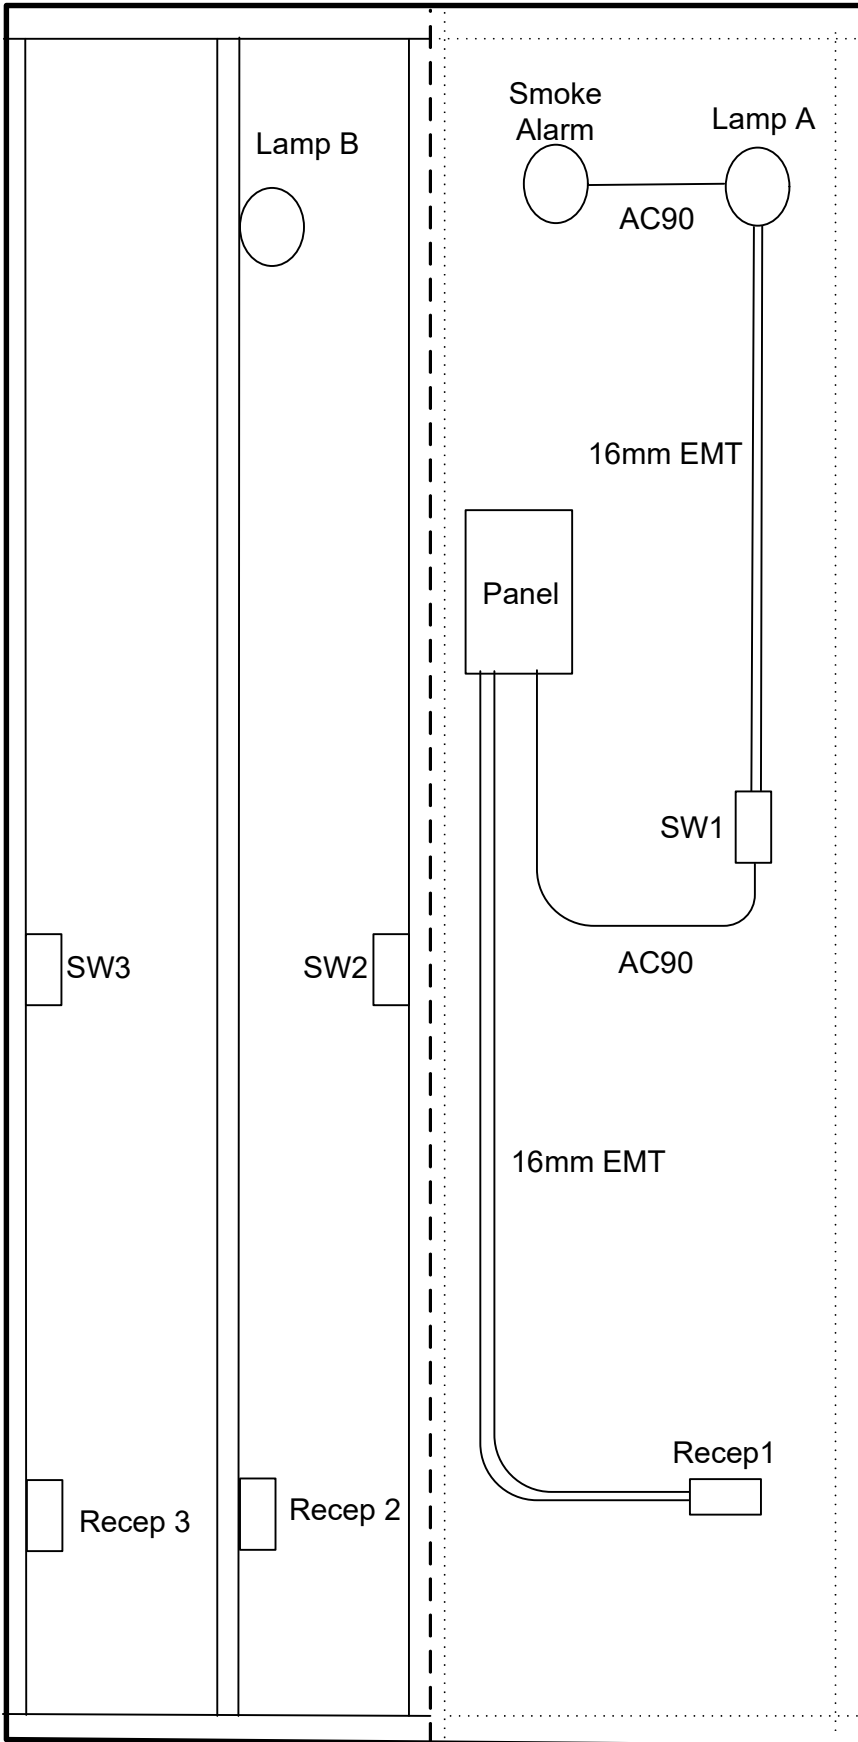 Smoke
Alarm
Lamp A
Lamp B
AC90
16mm EMT
Panel
SW1
SW3
SW2
AC90
16mm EMT
Recep1
Recep 3
Recep 2